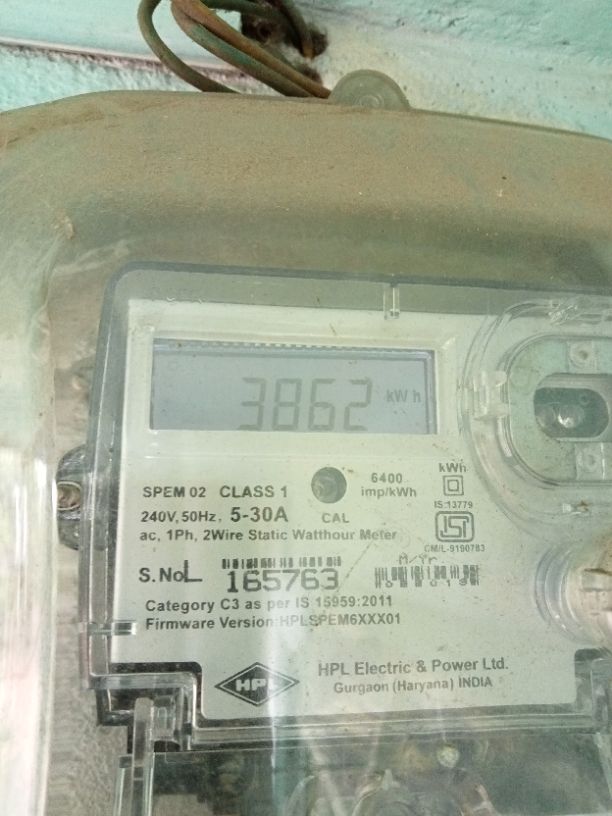 3862 kWh
SPEM 02 CLASS 1
6400 imp/kWh
kWh
240V, 50Hz, 5-30A
CAL
IS:13779
ac, 1Ph, 2Wire Static Watthour Meter
ISI
CM/L-9190783
M/Yr
S.No L 165763
Category C3 as per IS 15959:2011
Firmware Version:HPLSPEM6XXX01
HPL
HPL Electric & Power Ltd.
Gurgaon (Haryana) INDIA